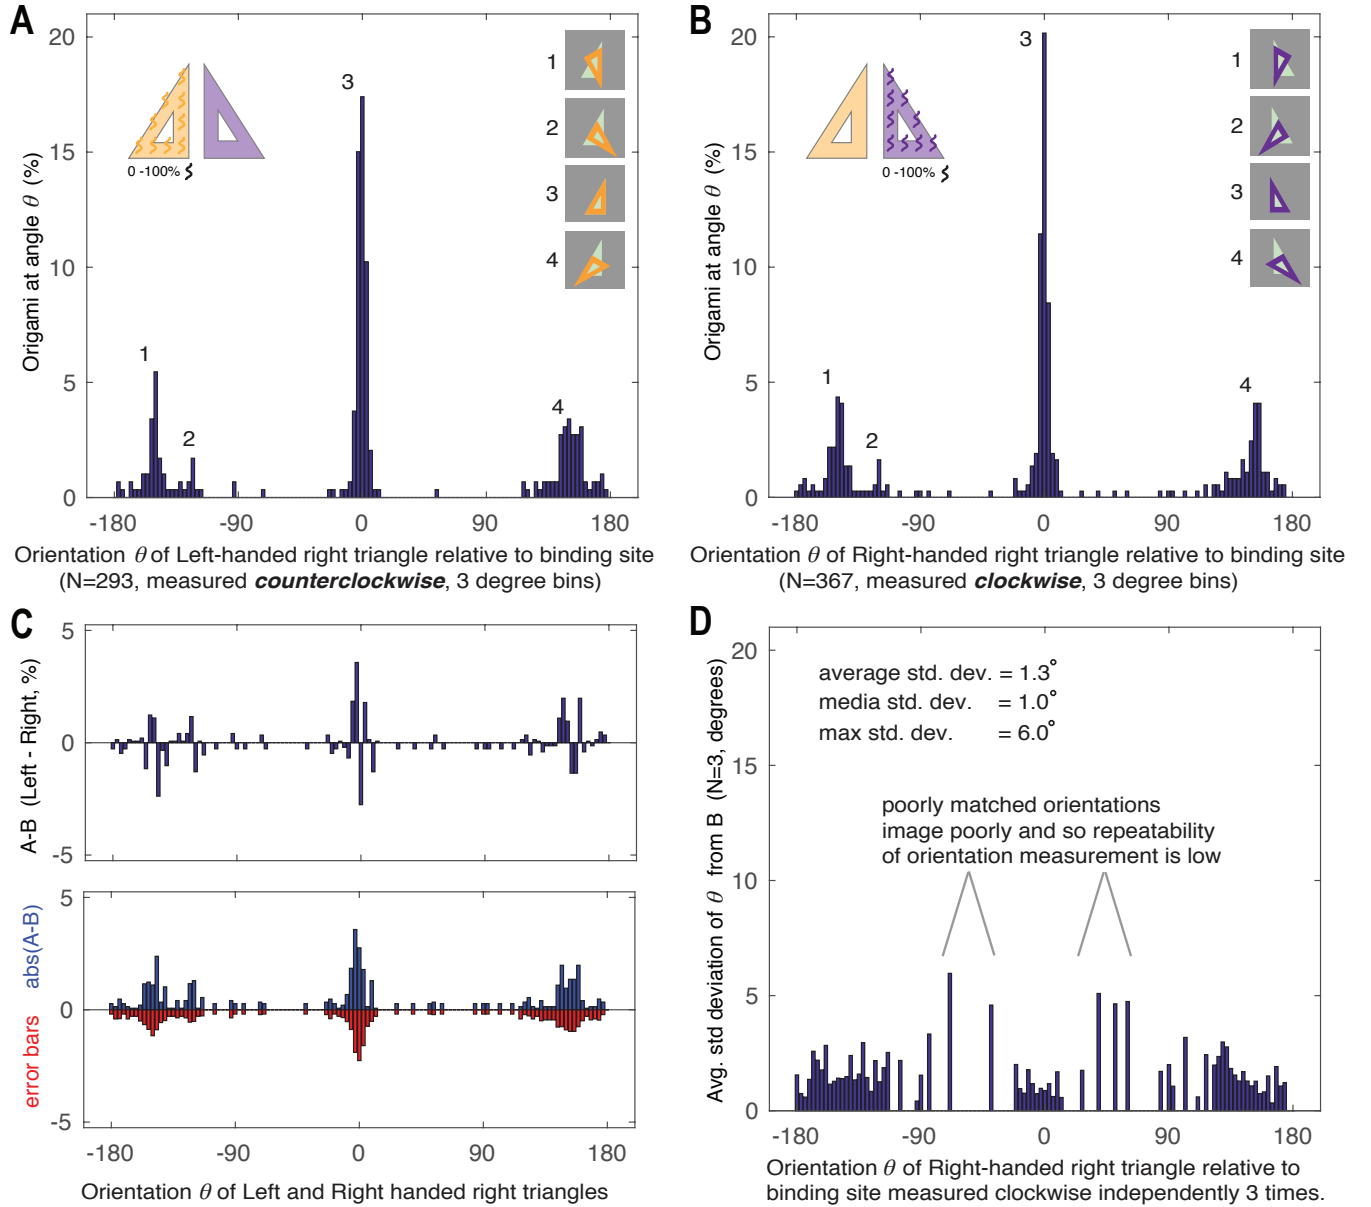 A
20
15
10
5
0
Origami at angle θ (%)
0 -100%
1
2
3
4
1
2
3
4
-180
-90
0
90
180
Orientation θ of Left-handed right triangle relative to binding site
(N=293, measured counterclockwise, 3 degree bins)
B
20
15
10
5
0
Origami at angle θ (%)
0 -100%
1
2
3
4
1
2
3
4
-180
-90
0
90
180
Orientation θ of Right-handed right triangle relative to binding site
(N=367, measured clockwise, 3 degree bins)
C
5
0
-5
A-B (Left - Right, %)
5
0
-5
error bars abs(A-B)
-180
-90
0
90
180
Orientation θ of Left and Right handed right triangles
D
20
15
10
5
0
Avg. std deviation of θ from B (N=3, degrees)
average std. dev. = 1.3°
media std. dev. = 1.0°
max std. dev. = 6.0°
poorly matched orientations
image poorly and so repeatability
of orientation measurement is low
-180
-90
0
90
180
Orientation θ of Right-handed right triangle relative to
binding site measured clockwise independently 3 times.